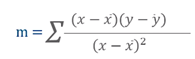 m = ∑ (x − ẋ)(y − ẏ) / (x − ẋ)²